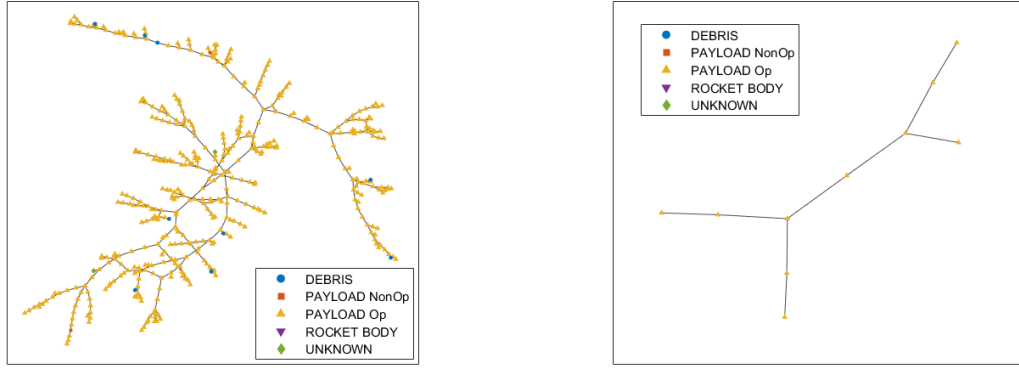 DEBRIS
PAYLOAD NonOp
PAYLOAD Op
ROCKET BODY
UNKNOWN
DEBRIS
PAYLOAD NonOp
PAYLOAD Op
ROCKET BODY
UNKNOWN